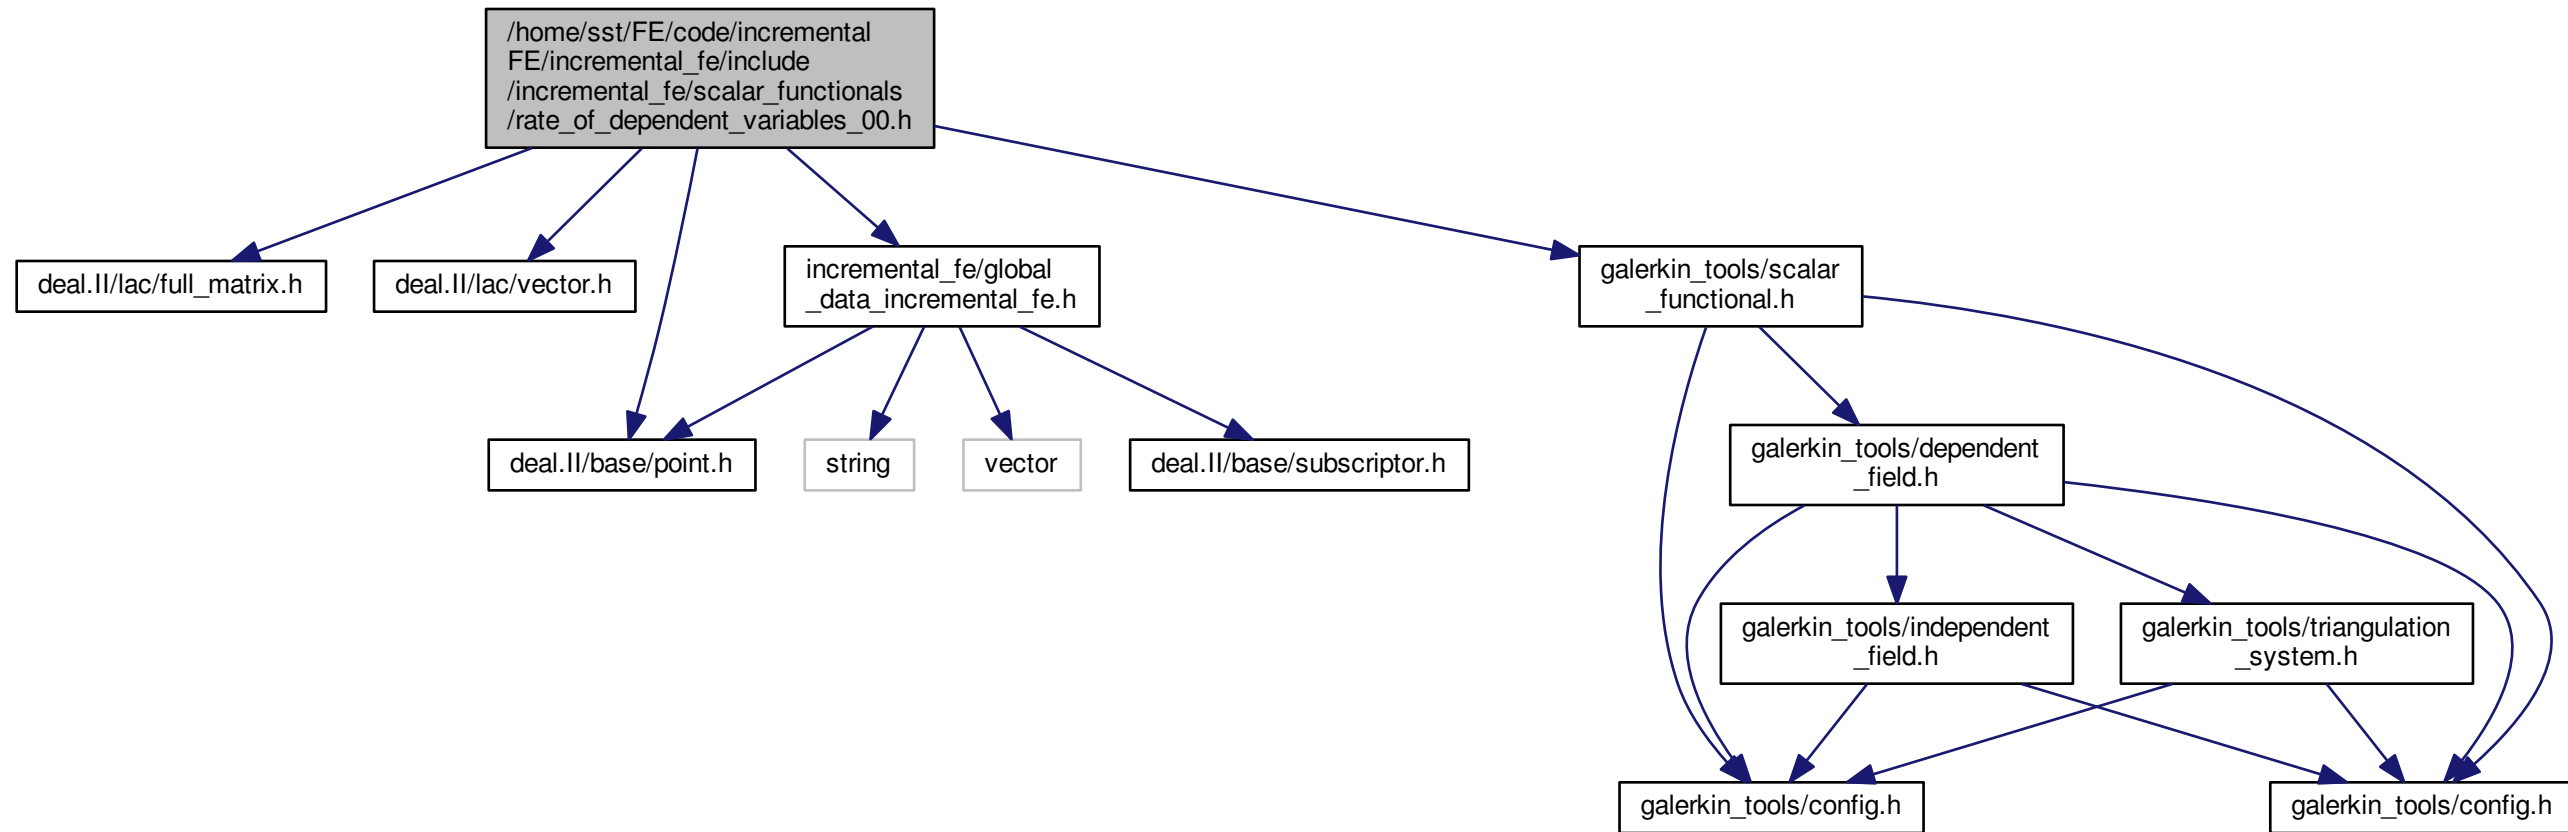 /home/sst/FE/code/incremental
FE/incremental_fe/include
/incremental_fe/scalar_functionals
/rate_of_dependent_variables_00.h
deal.II/lac/full_matrix.h
deal.II/lac/vector.h
incremental_fe/global
_data_incremental_fe.h
galerkin_tools/scalar
_functional.h
deal.II/base/point.h
string
vector
deal.II/base/subscriptor.h
galerkin_tools/dependent
_field.h
galerkin_tools/independent
_field.h
galerkin_tools/triangulation
_system.h
galerkin_tools/config.h
galerkin_tools/config.h